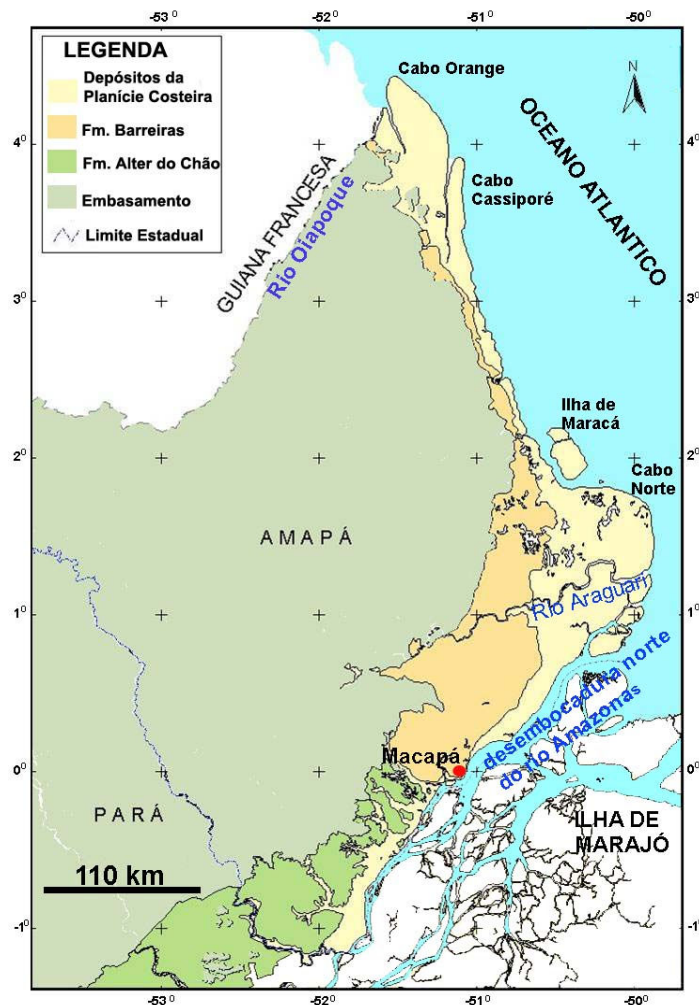 -53° -52° -51° -50°
LEGENDA
Depósitos da
Planície Costeira
Fm. Barreiras
Fm. Alter do Chão
Embasamento
Limite Estadual
Cabo Orange
N
OCEANO ATLANTICO
4°
4°
Cabo
Cassiporé
GUIANA FRANCESA
Rio Oiapoque
3°
3°
Ilha de
Maracá
2°
2°
Cabo
Norte
AMAPÁ
Rio Araguari
1°
1°
desembocadura norte
do rio Amazonas
Macapá
0°
0°
PARÁ
ILHA DE
MARAJÓ
110 km
-1°
-1°
-53° -52° -51° -50°